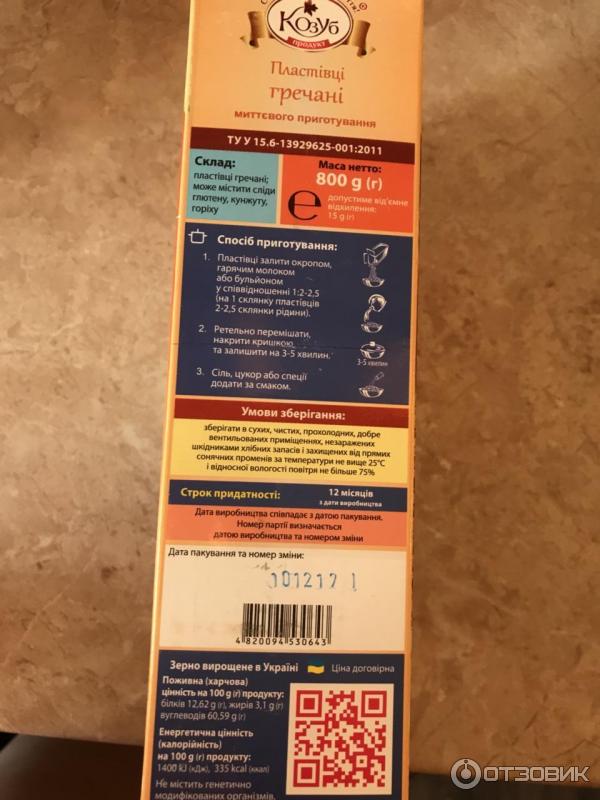 Козуб
продукт
Пластівці
гречані
миттєвого приготування
ТУ У 15.6-13929625-001:2011
Склад:
пластівці гречані;
може містити сліди
глютену, кунжуту,
горіху
Маса нетто:
800 g (г)
допустиме від'ємне
відхилення:
15 g (г)
Спосіб приготування:
1. Пластівці залити окропом,
гарячим молоком
або бульйоном
у співвідношенні 1:2-2,5
(на 1 склянку пластівців
2-2,5 склянки рідини).
2. Ретельно перемішати,
накрити кришкою
та залишити на 3-5 хвилин.
3-5 хвилин
3. Сіль, цукор або спеції
додати за смаком.
Умови зберігання:
зберігати в сухих, чистих, прохолодних, добре
вентильованих приміщеннях, незаражених
шкідниками хлібних запасів і захищених від прямих
сонячних променів за температури не вище 25°C
і відносної вологості повітря не більше 75%
Строк придатності:
12 місяців
з дати виробництва
Дата виробництва співпадає з датою пакування.
Номер партії визначається
датою виробництва та номером зміни
Дата пакування та номер зміни:
101217 1
4 820094 530643
Зерно вирощене в Україні
Ціна договірна
Поживна (харчова)
цінність на 100 g (г) продукту:
білків 12,62 g (г), жирів 3,1 g (г)
вуглеводів 60,59 g (г)
Енергетична цінність
(калорійність)
на 100 g (г) продукту:
1400 kJ (кДж), 335 kcal (ккал)
Не містить генетично
модифікованих організмів.
ОТЗОВИК